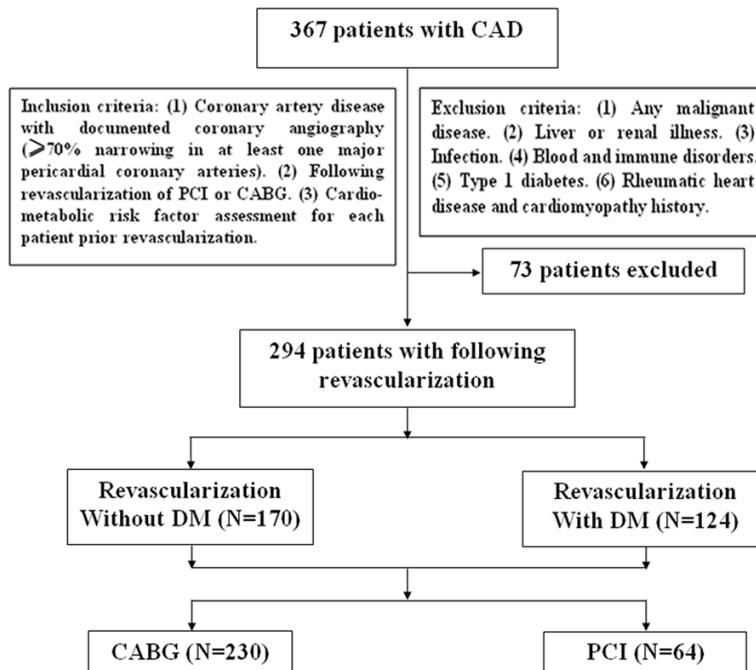 367 patients with CAD
Inclusion criteria: (1) Coronary artery disease
with documented coronary angiography
(⩾70% narrowing in at least one major
pericardial coronary arteries). (2) Following
revascularization of PCI or CABG. (3) Cardio-
metabolic risk factor assessment for each
patient prior revascularization.
Exclusion criteria: (1) Any malignant
disease. (2) Liver or renal illness. (3)
Infection. (4) Blood and immune disorders.
(5) Type 1 diabetes. (6) Rheumatic heart
disease and cardiomyopathy history.
73 patients excluded
294 patients with following
revascularization
Revascularization
Without DM (N=170)
Revascularization
With DM (N=124)
CABG (N=230)
PCI (N=64)